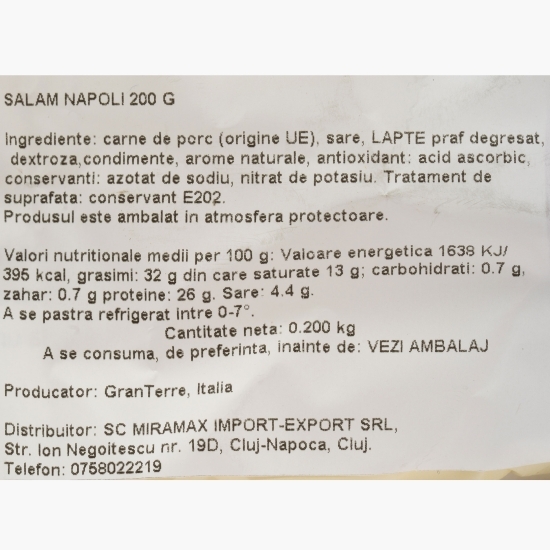 SALAM NAPOLI 200 G
Ingrediente: carne de porc (origine UE), sare, LAPTE praf degresat,
dextroza,condimente, arome naturale, antioxidant: acid ascorbic,
conservanti: azotat de sodiu, nitrat de potasiu. Tratament de
suprafata: conservant E202.
Produsul este ambalat in atmosfera protectoare.
Valori nutritionale medii per 100 g: Valoare energetica 1638 KJ/
395 kcal, grasimi: 32 g din care saturate 13 g; carbohidrati: 0.7 g,
zahar: 0.7 g proteine: 26 g. Sare: 4.4 g.
A se pastra refrigerat intre 0-7°.
Cantitate neta: 0.200 kg
A se consuma, de preferinta, inainte de: VEZI AMBALAJ
Producator: GranTerre, Italia
Distribuitor: SC MIRAMAX IMPORT-EXPORT SRL,
Str. Ion Negoitescu nr. 19D, Cluj-Napoca, Cluj.
Telefon: 0758022219